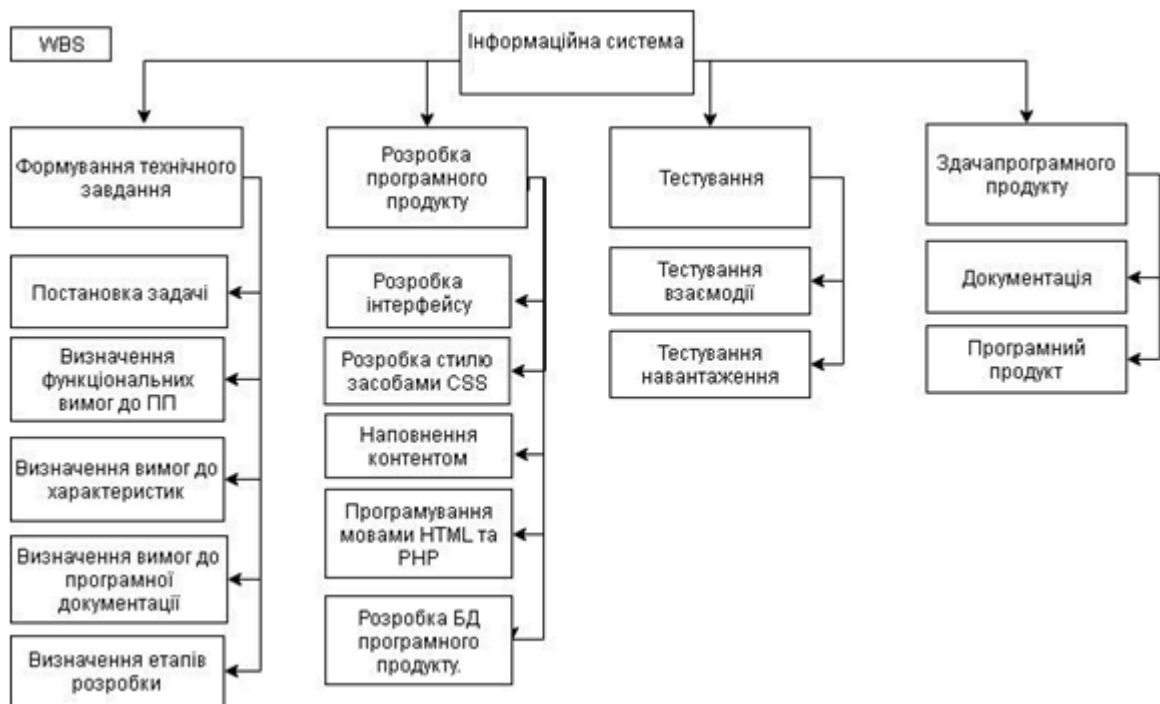 WBS
Інформаційна система
Формування технічного
завдання
Постановка задачі
Визначення
функціональних
вимог до ПП
Визначення вимог до
характеристик
Визначення вимог до
програмної
документації
Визначення етапів
розробки
Розробка
програмного
продукту
Розробка
інтерфейсу
Розробка стилю
засобами CSS
Наповнення
контентом
Програмування
мовами HTML та
PHP
Розробка БД
програмного
продукту.
Тестування
Тестування
взаємодії
Тестування
навантаження
Здачапрограмного
продукту
Документація
Програмний
продукт